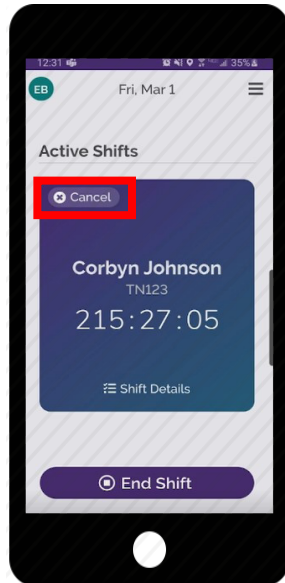 12:31 35%
EB Fri, Mar 1
Active Shifts
Cancel
Corbyn Johnson
TN123
215:27:05
Shift Details
End Shift